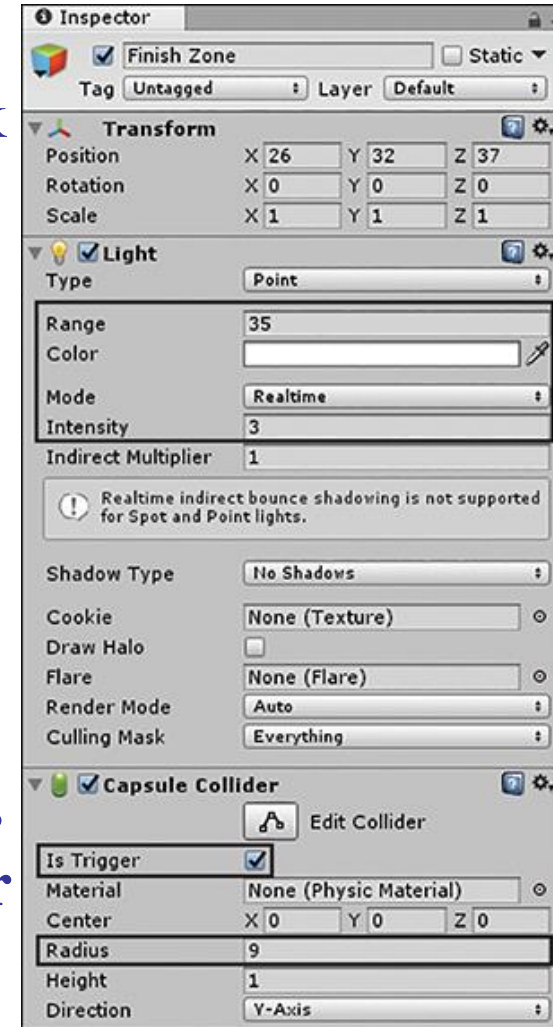 Inspector
Finish Zone Static
Tag Untagged Layer Default
Transform
Position X 26 Y 32 Z 37
Rotation X 0 Y 0 Z 0
Scale X 1 Y 1 Z 1
Light
Type Point
Range 35
Color
Mode Realtime
Intensity 3
Indirect Multiplier 1
Realtime indirect bounce shadowing is not supported
for Spot and Point lights.
Shadow Type No Shadows
Cookie None (Texture)
Draw Halo
Flare None (Flare)
Render Mode Auto
Culling Mask Everything
Capsule Collider
Edit Collider
Is Trigger
Material None (Physic Material)
Center X 0 Y 0 Z 0
Radius 9
Height 1
Direction Y-Axis